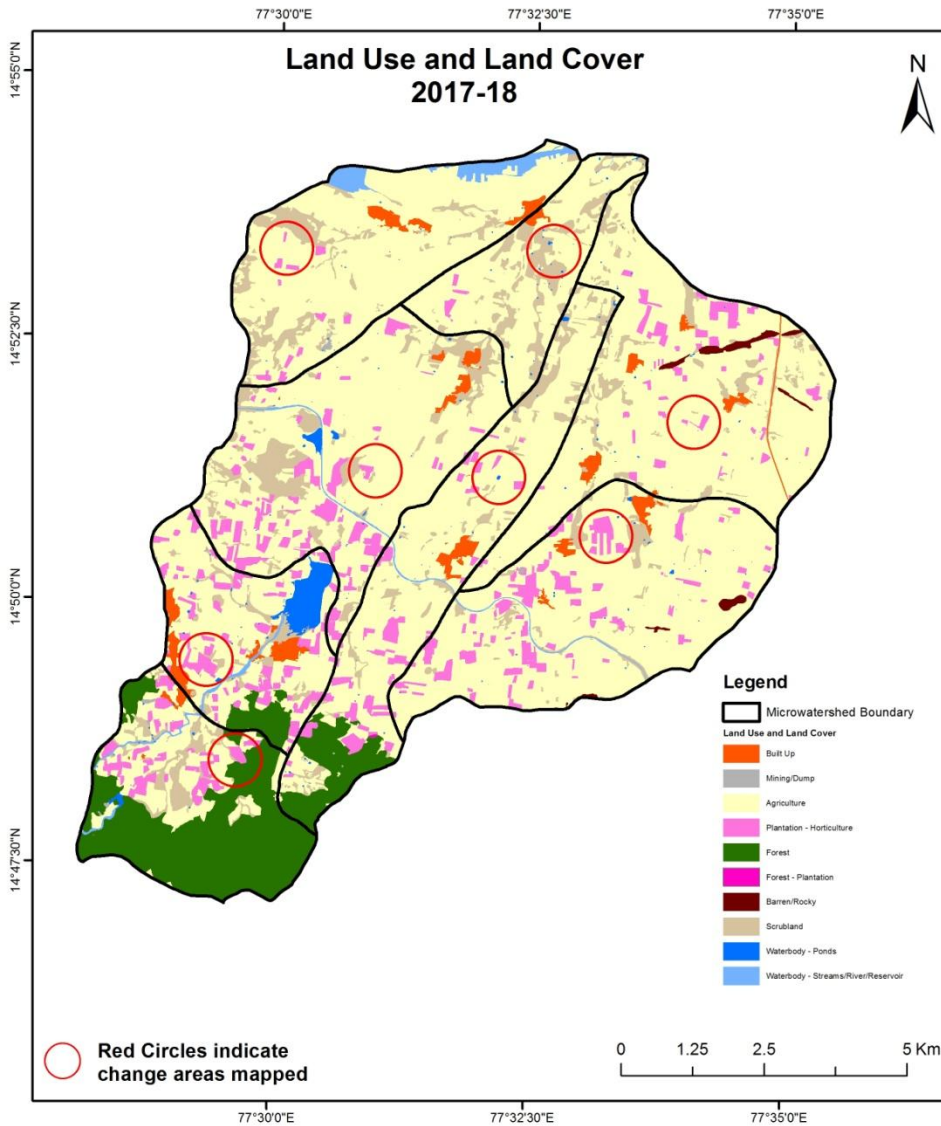 77°30'0"E
77°32'30"E
77°35'0"E
14°55'0"N
Land Use and Land Cover
2017-18
N
14°52'30"N
14°50'0"N
14°47'30"N
Legend
Microwatershed Boundary
Land Use and Land Cover
Built Up
Mining/Dump
Agriculture
Plantation - Horticulture
Forest
Forest - Plantation
Barren/Rocky
Scrubland
Waterbody - Ponds
Waterbody - Streams/River/Reservoir
Red Circles indicate
change areas mapped
0 1.25 2.5 5 Km
77°30'0"E
77°32'30"E
77°35'0"E